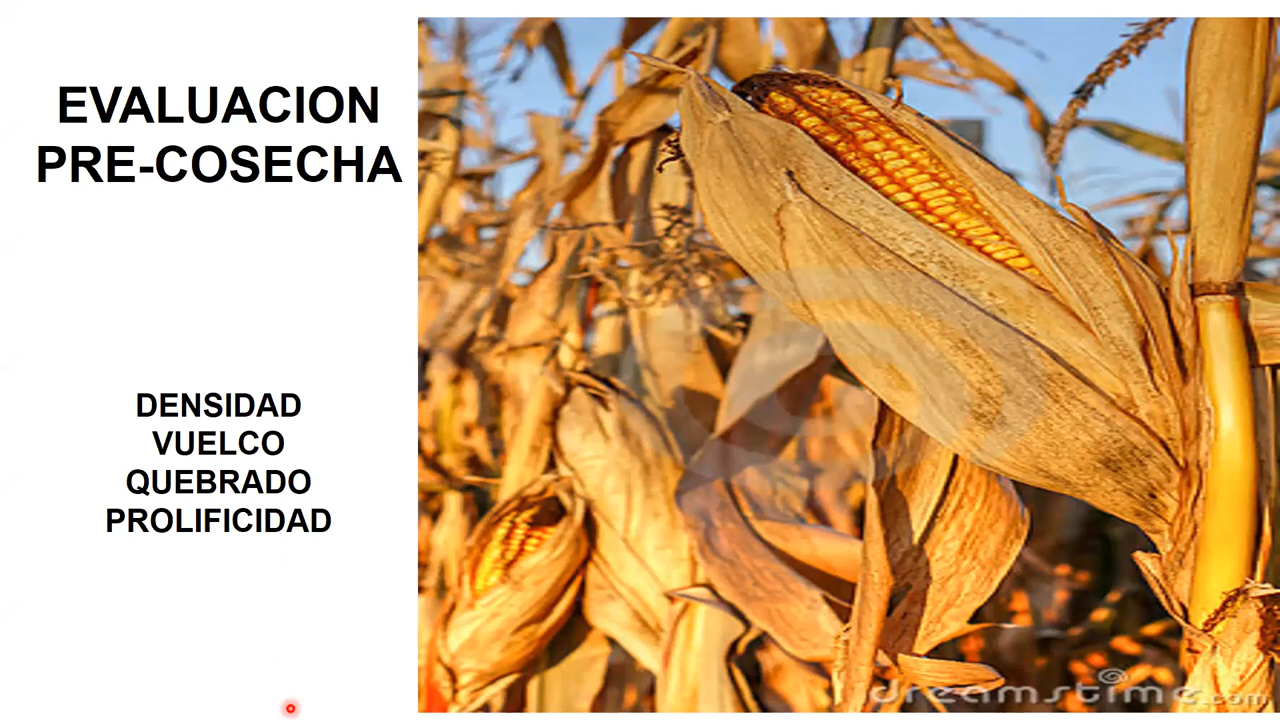 EVALUACION
PRE-COSECHA
DENSIDAD
VUELCO
QUEBRADO
PROLIFICIDAD
dreamstime.com